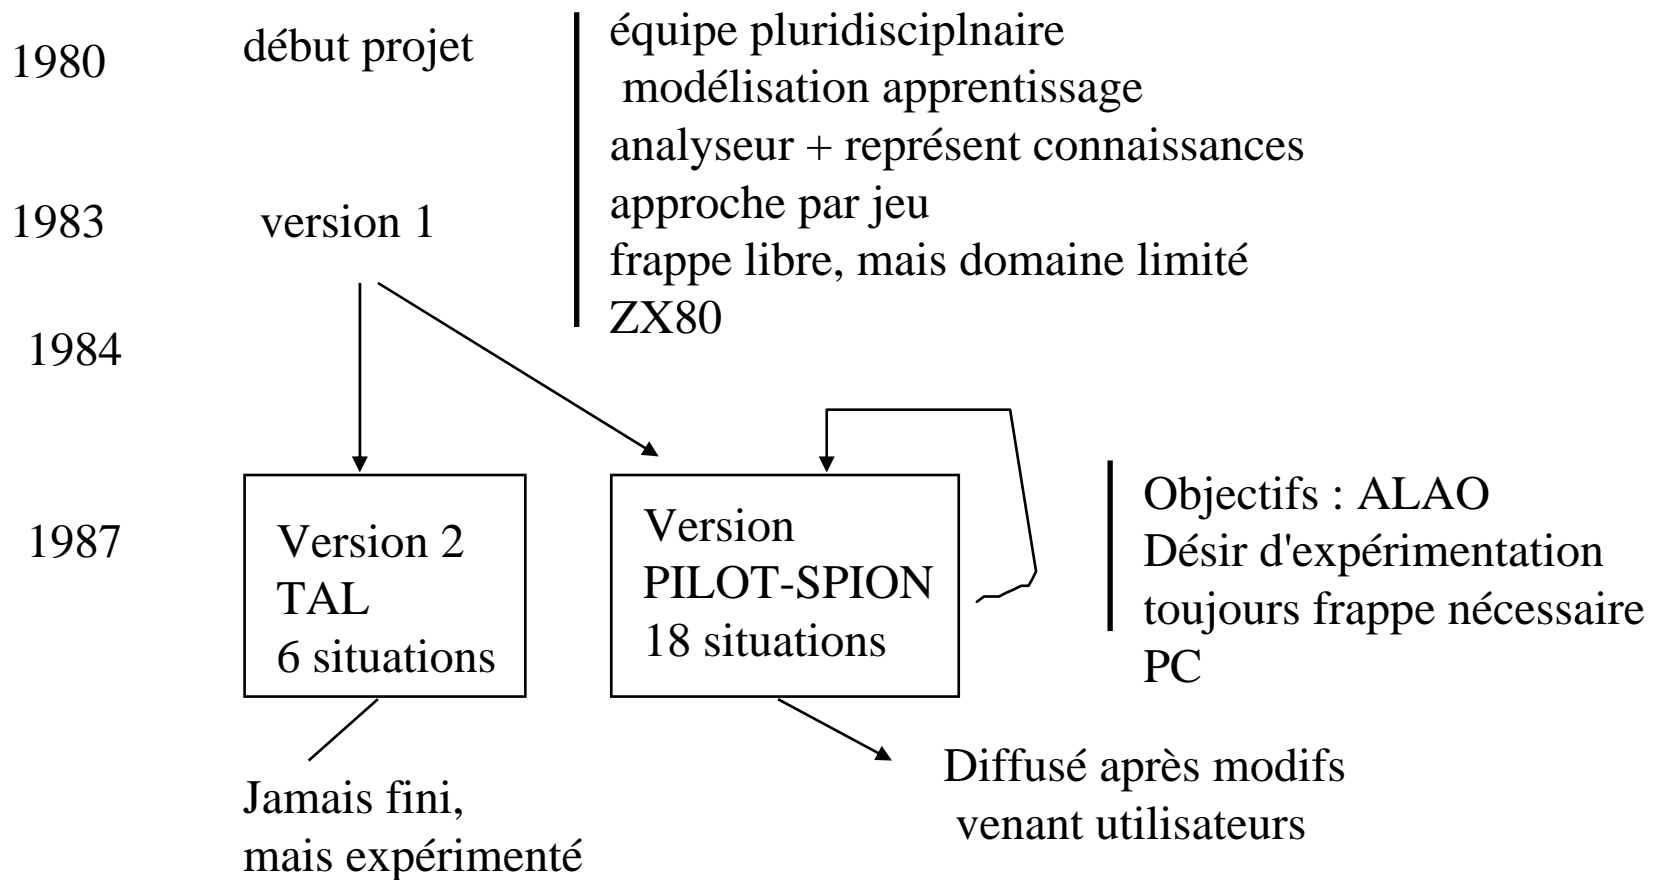 1980
début projet
équipe pluridisciplnaire
modélisation apprentissage
analyseur + représent connaissances
approche par jeu
frappe libre, mais domaine limité
ZX80
1983
version 1
1984
1987
Version 2
TAL
6 situations
Version
PILOT-SPION
18 situations
Objectifs : ALAO
Désir d'expérimentation
toujours frappe nécessaire
PC
Jamais fini,
mais expérimenté
Diffusé après modifs
venant utilisateurs